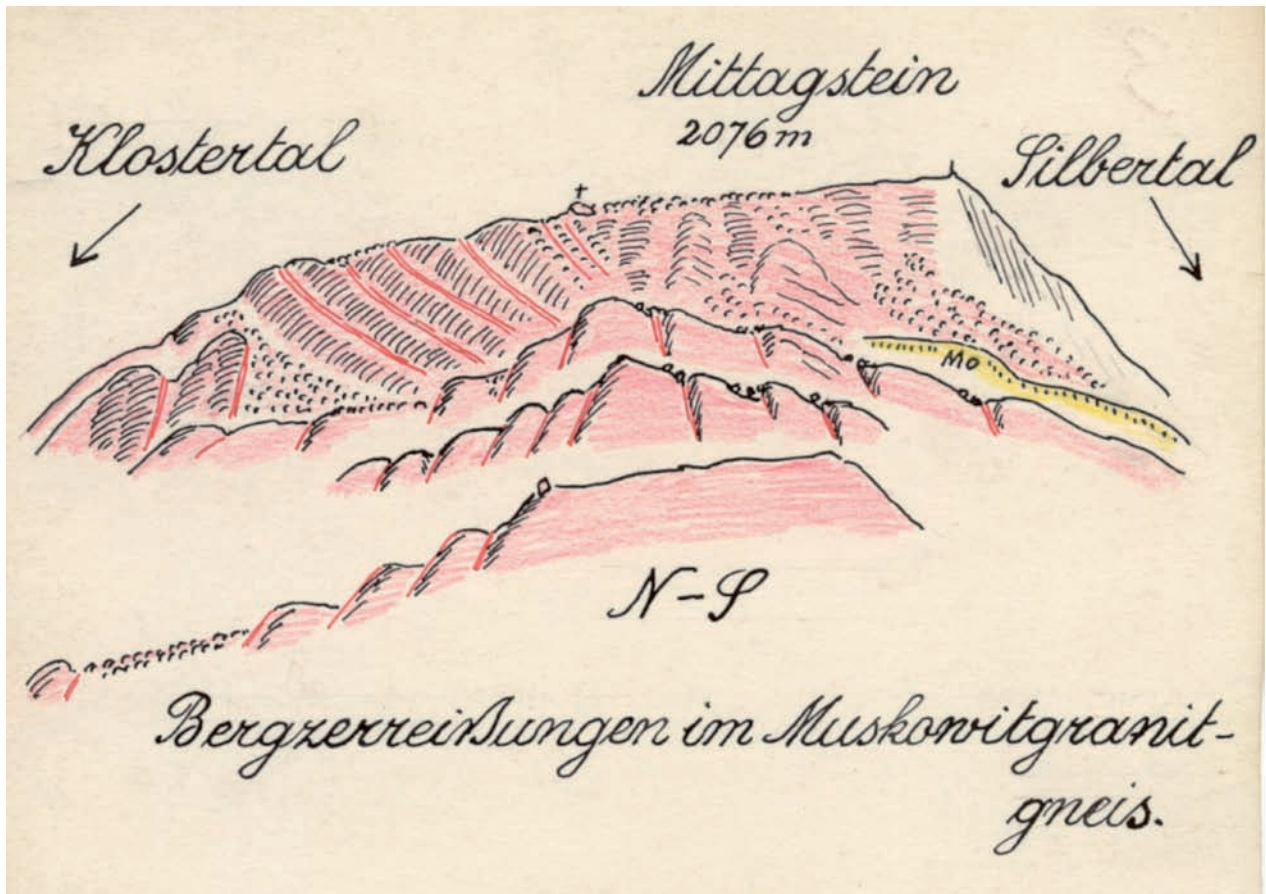 Mittagstein
2076 m
Klostertal
Silbertal
Mo
N-S
Bergzerreißungen im Muskowitgranit-
gneis.